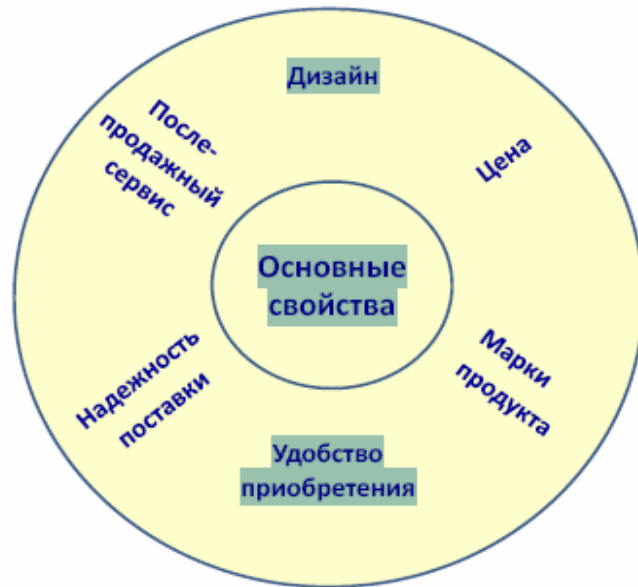 Дизайн
После-
продажный
сервис
Цена
Основные
свойства
Надежность
поставки
Марки
продукта
Удобство
приобретения